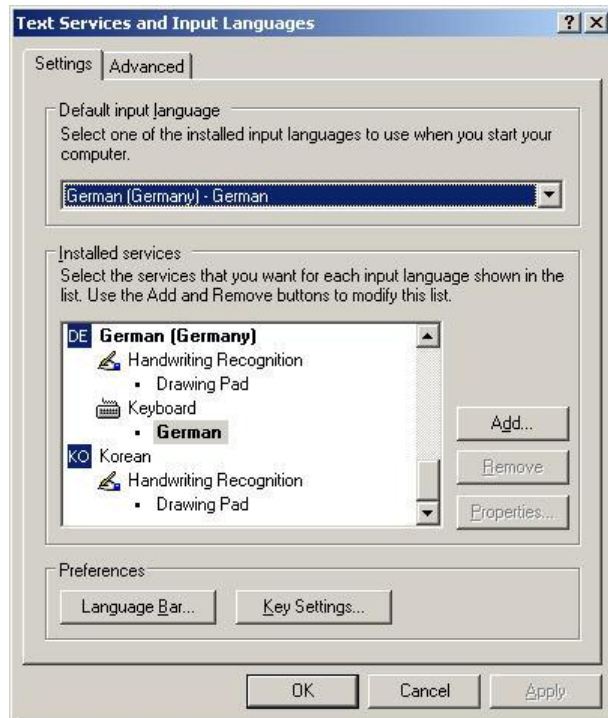 Text Services and Input Languages
Settings
Advanced
Default input language
Select one of the installed input languages to use when you start your
computer.
German (Germany) - German
Installed services
Select the services that you want for each input language shown in the
list. Use the Add and Remove buttons to modify this list.
DE German (Germany)
Handwriting Recognition
Drawing Pad
Keyboard
German
KO Korean
Handwriting Recognition
Drawing Pad
Add...
Remove
Properties...
Preferences
Language Bar...
Key Settings...
OK
Cancel
Apply